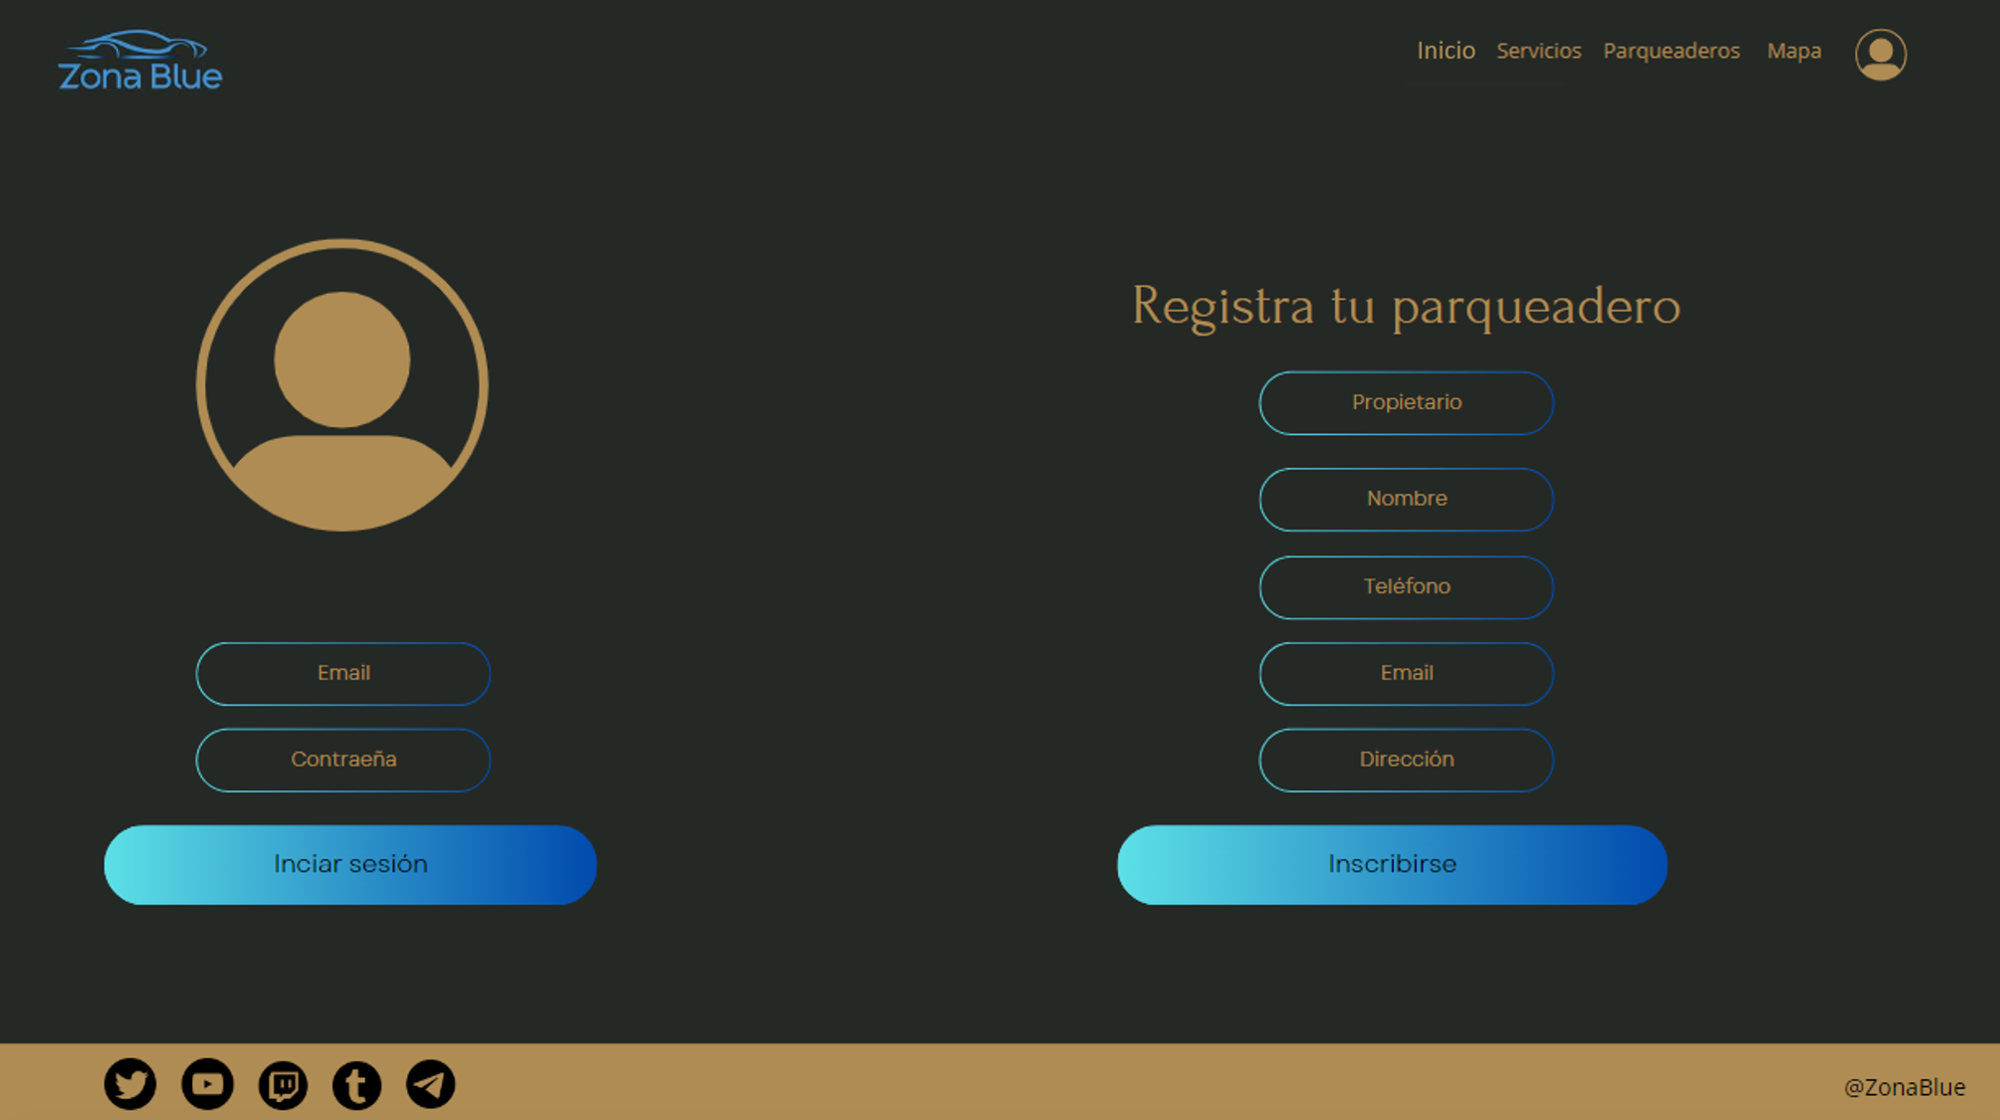 Zona Blue
Inicio Servicios Parqueaderos Mapa
Email
Contraeña
Inciar sesión
Registra tu parqueadero
Propietario
Nombre
Teléfono
Email
Dirección
Inscribirse
@ZonaBlue